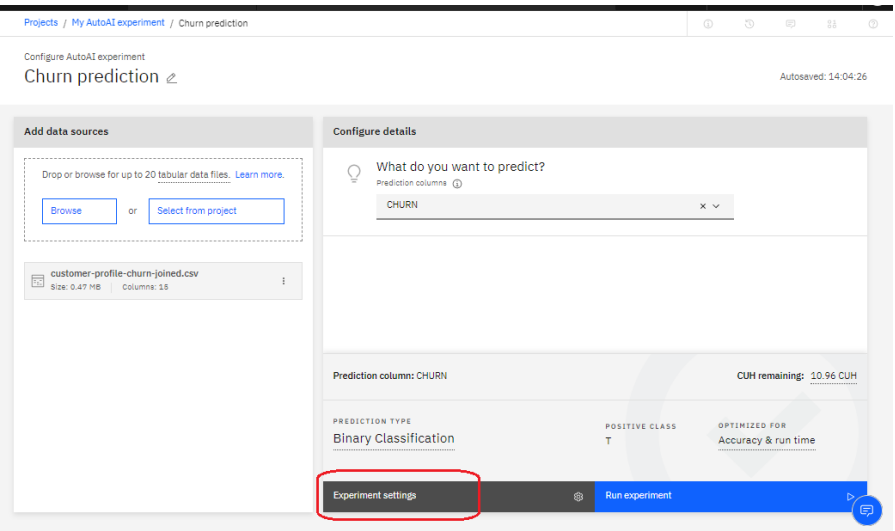 Projects / My AutoAI experiment / Churn prediction
Configure AutoAI experiment
Churn prediction
Autosaved: 14:04:26
Add data sources
Drop or browse for up to 20 tabular data files. Learn more.
Browse or Select from project
customer-profile-churn-joined.csv
Size: 0.47 MB | Columns: 18
Configure details
What do you want to predict?
Prediction columns
CHURN
Prediction column: CHURN
CUH remaining: 10.96 CUH
PREDICTION TYPE
Binary Classification
POSITIVE CLASS
T
OPTIMIZED FOR
Accuracy & run time
Experiment settings
Run experiment